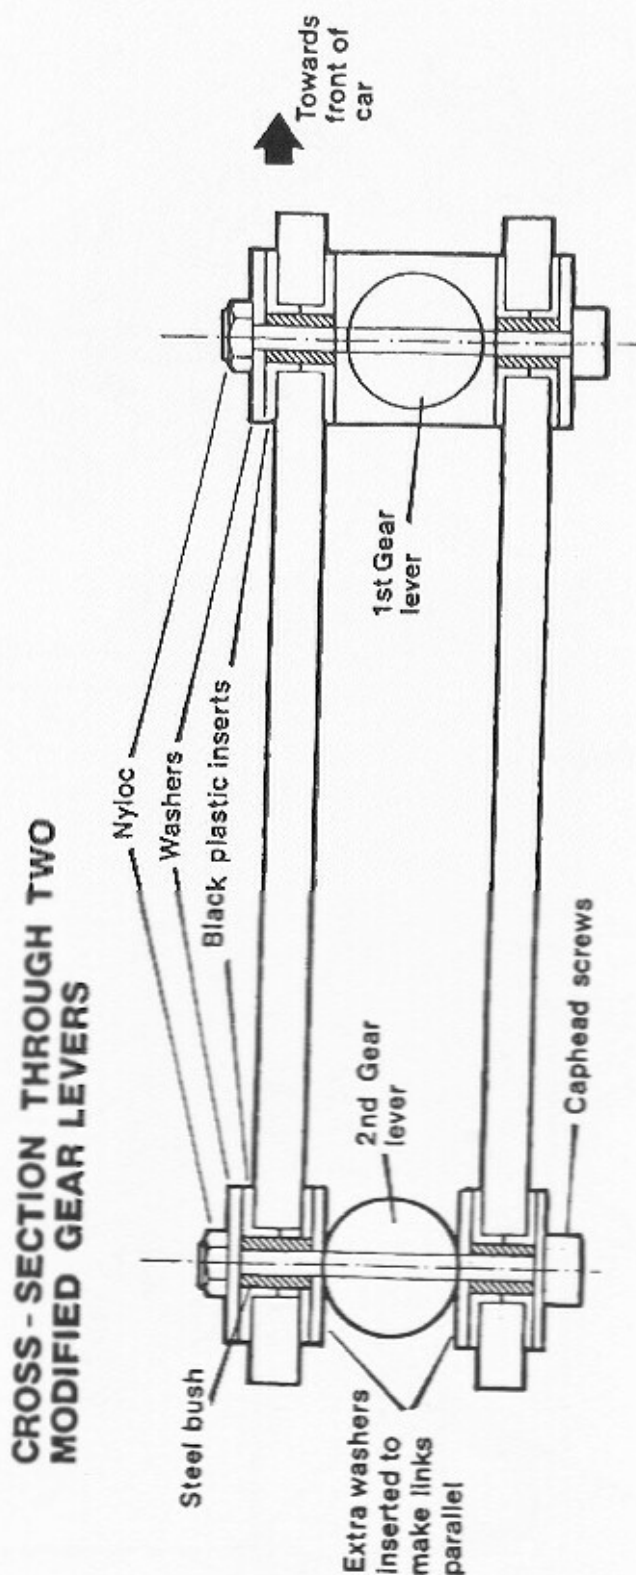 CROSS-SECTION THROUGH TWO
MODIFIED GEAR LEVERS
Nyloc
Washers
Black plastic inserts
Towards
front of
car
Steel bush
2nd Gear
lever
1st Gear
lever
Extra washers
inserted to
make links
parallel
Caphead screws